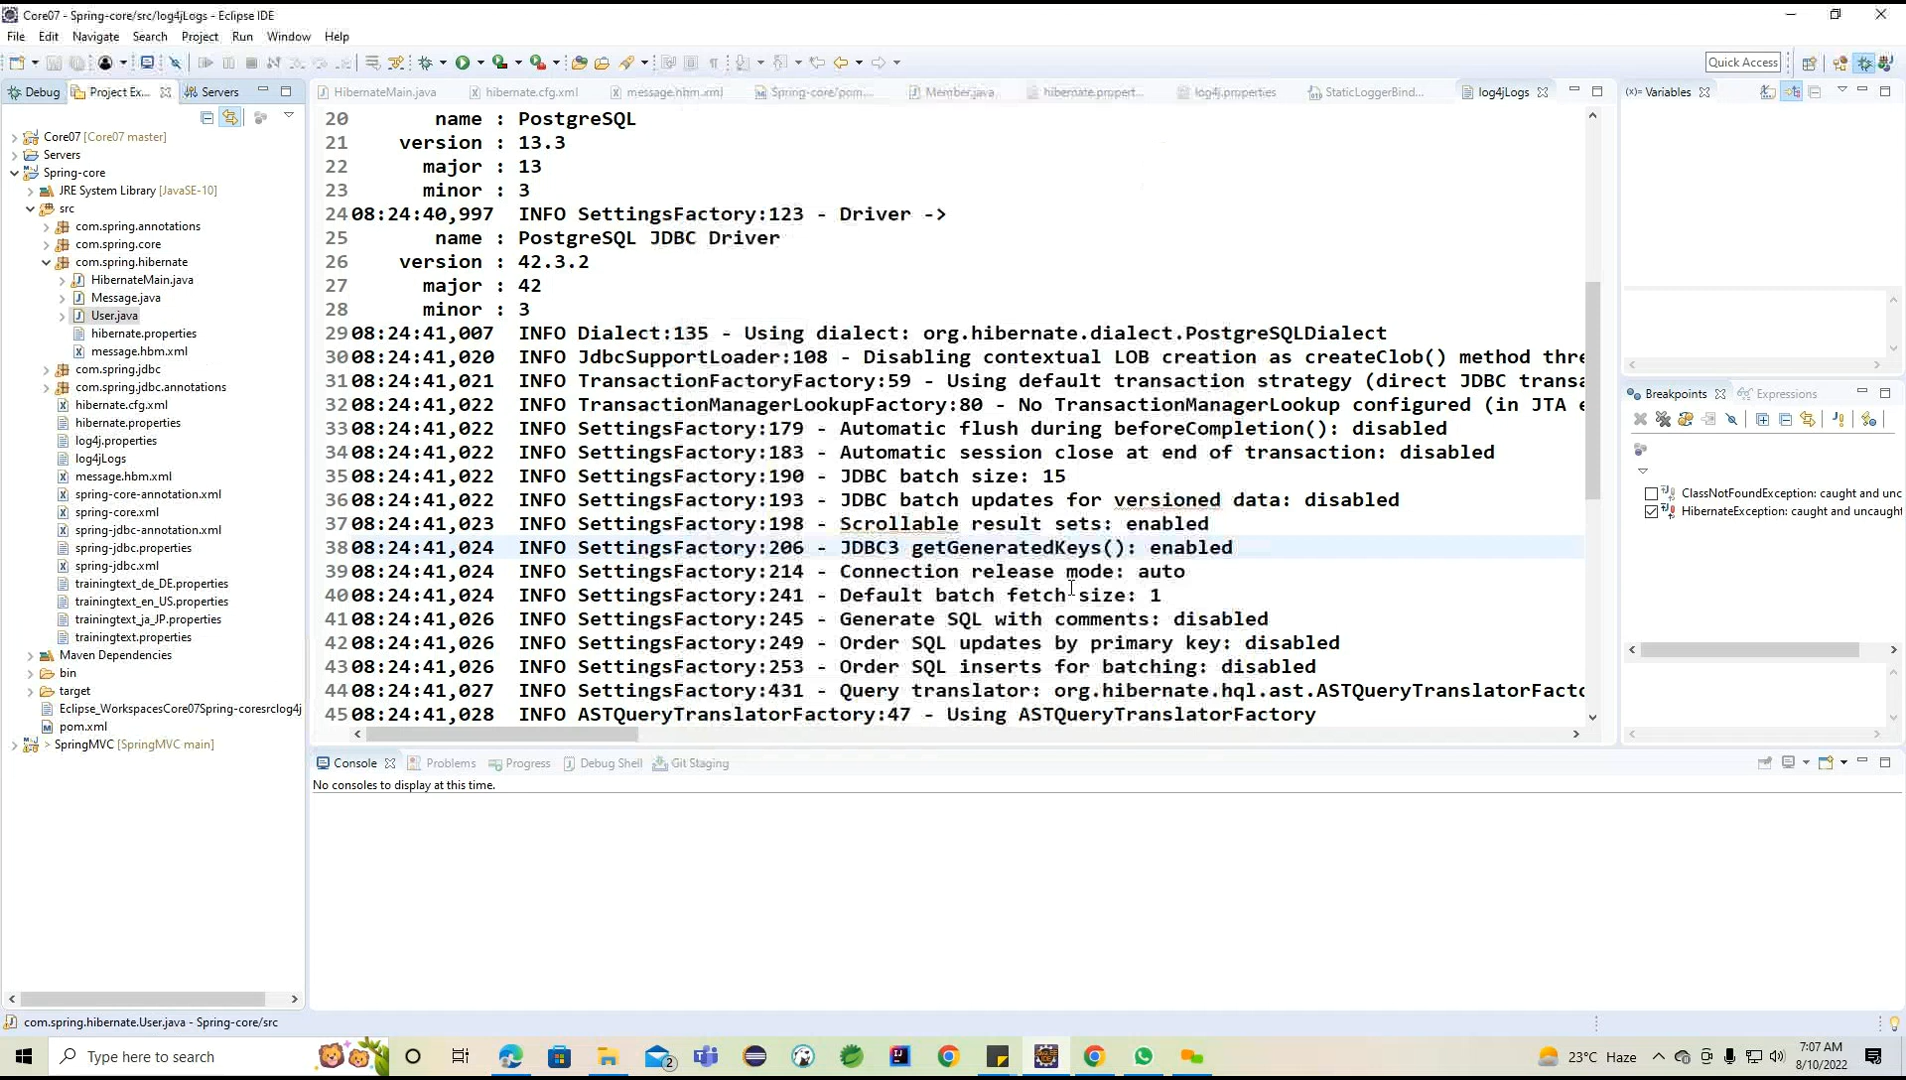 Core07 - Spring-core/src/log4jLogs - Eclipse IDE
File Edit Navigate Search Project Run Window Help
Quick Access
Debug Project Ex... Servers
HibernateMain.java hibernate.cfg.xml message.hbm.xml Spring-core/pom.... Member.java hibernate.propert... log4j.properties StaticLoggerBind... log4jLogs
(x)= Variables
Core07 [Core07 master]
Servers
Spring-core
JRE System Library [JavaSE-10]
src
com.spring.annotations
com.spring.core
com.spring.hibernate
HibernateMain.java
Message.java
User.java
hibernate.properties
message.hbm.xml
com.spring.jdbc
com.spring.jdbc.annotations
hibernate.cfg.xml
hibernate.properties
log4j.properties
log4jLogs
message.hbm.xml
spring-core-annotation.xml
spring-core.xml
spring-jdbc-annotation.xml
spring-jdbc.properties
spring-jdbc.xml
trainingtext_de_DE.properties
trainingtext_en_US.properties
trainingtext_ja_JP.properties
trainingtext.properties
Maven Dependencies
bin
target
Eclipse_WorkspacesCore07Spring-coresrclog4j
pom.xml
> SpringMVC [SpringMVC main]
20 name : PostgreSQL
21 version : 13.3
22 major : 13
23 minor : 3
24 08:24:40,997 INFO SettingsFactory:123 - Driver ->
25 name : PostgreSQL JDBC Driver
26 version : 42.3.2
27 major : 42
28 minor : 3
29 08:24:41,007 INFO Dialect:135 - Using dialect: org.hibernate.dialect.PostgreSQLDialect
30 08:24:41,020 INFO JdbcSupportLoader:108 - Disabling contextual LOB creation as createClob() method thre
31 08:24:41,021 INFO TransactionFactoryFactory:59 - Using default transaction strategy (direct JDBC transa
32 08:24:41,022 INFO TransactionManagerLookupFactory:80 - No TransactionManagerLookup configured (in JTA e
33 08:24:41,022 INFO SettingsFactory:179 - Automatic flush during beforeCompletion(): disabled
34 08:24:41,022 INFO SettingsFactory:183 - Automatic session close at end of transaction: disabled
35 08:24:41,022 INFO SettingsFactory:190 - JDBC batch size: 15
36 08:24:41,022 INFO SettingsFactory:193 - JDBC batch updates for versioned data: disabled
37 08:24:41,023 INFO SettingsFactory:198 - Scrollable result sets: enabled
38 08:24:41,024 INFO SettingsFactory:206 - JDBC3 getGeneratedKeys(): enabled
39 08:24:41,024 INFO SettingsFactory:214 - Connection release mode: auto
40 08:24:41,024 INFO SettingsFactory:241 - Default batch fetch size: 1
41 08:24:41,026 INFO SettingsFactory:245 - Generate SQL with comments: disabled
42 08:24:41,026 INFO SettingsFactory:249 - Order SQL updates by primary key: disabled
43 08:24:41,026 INFO SettingsFactory:253 - Order SQL inserts for batching: disabled
44 08:24:41,027 INFO SettingsFactory:431 - Query translator: org.hibernate.hql.ast.ASTQueryTranslatorFacto
45 08:24:41,028 INFO ASTQueryTranslatorFactory:47 - Using ASTQueryTranslatorFactory
Breakpoints Expressions
ClassNotFoundException: caught and unc
HibernateException: caught and uncaught
Console Problems Progress Debug Shell Git Staging
No consoles to display at this time.
com.spring.hibernate.User.java - Spring-core/src
Type here to search
2
23°C Haze
7:07 AM
8/10/2022